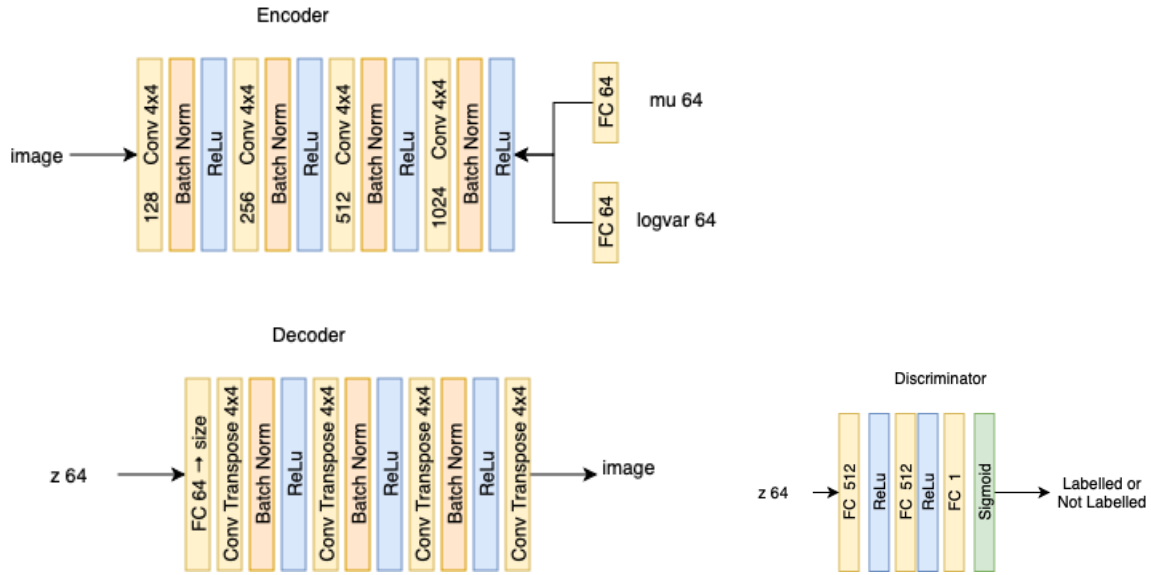 Encoder
image
128 Conv 4x4
Batch Norm
ReLu
256 Conv 4x4
Batch Norm
ReLu
512 Conv 4x4
Batch Norm
ReLu
1024 Conv 4x4
Batch Norm
ReLu
FC 64
mu 64
FC 64
logvar 64
Decoder
z 64
FC 64 → size
Conv Transpose 4x4
Batch Norm
ReLu
Conv Transpose 4x4
Batch Norm
ReLu
Conv Transpose 4x4
Batch Norm
ReLu
Conv Transpose 4x4
image
Discriminator
z 64
FC 512
ReLu
FC 512
ReLu
FC 1
Sigmoid
Labelled or
Not Labelled